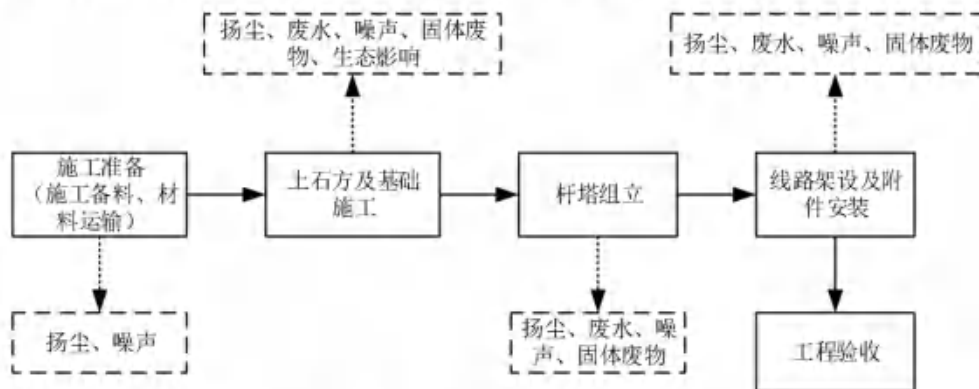 扬尘、废水、噪声、固体废
物、生态影响
扬尘、废水、噪声、固体废物
施工准备
（施工备料、材
料运输）
土石方及基础
施工
杆塔组立
线路架设及附
件安装
扬尘、噪声
扬尘、废水、噪
声、固体废物
工程验收